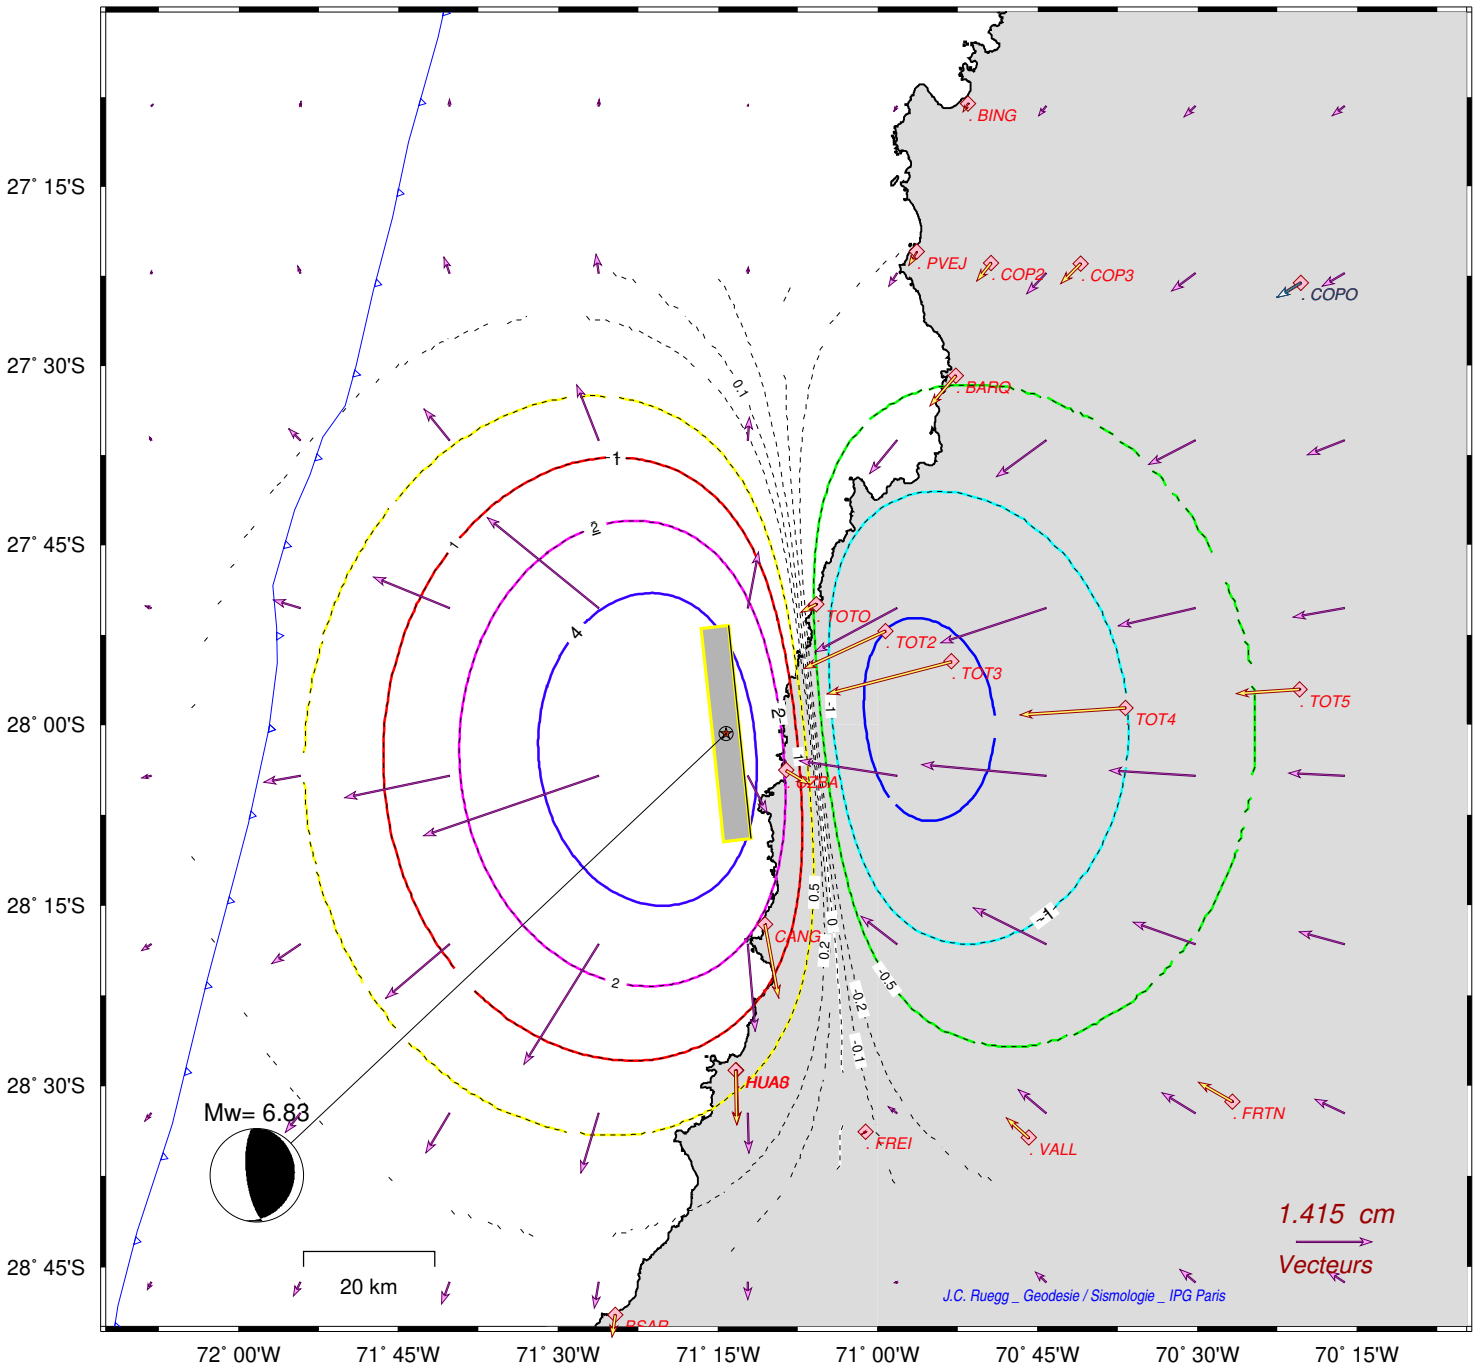 BING
27° 15'S
PVEJ
COP2
COP3
COPO
27° 30'S
0.1
BARQ
1
2
27° 45'S
1
4
TOTO
TOT2
TOT3
TOT5
28° 00'S
2
-1
TOT4
1
28° 15'S
0.5
-1
CANG
0
0.2
2
-0.5
-0.2
-0.1
28° 30'S
Mw= 6.83
FRTN
FREI
VALL
1.415 cm
28° 45'S
20 km
Vecteurs
J.C. Ruegg _ Geodesie / Sismologie _ IPG Paris
BSAR
72° 00'W
71° 45'W
71° 30'W
71° 15'W
71° 00'W
70° 45'W
70° 30'W
70° 15'W